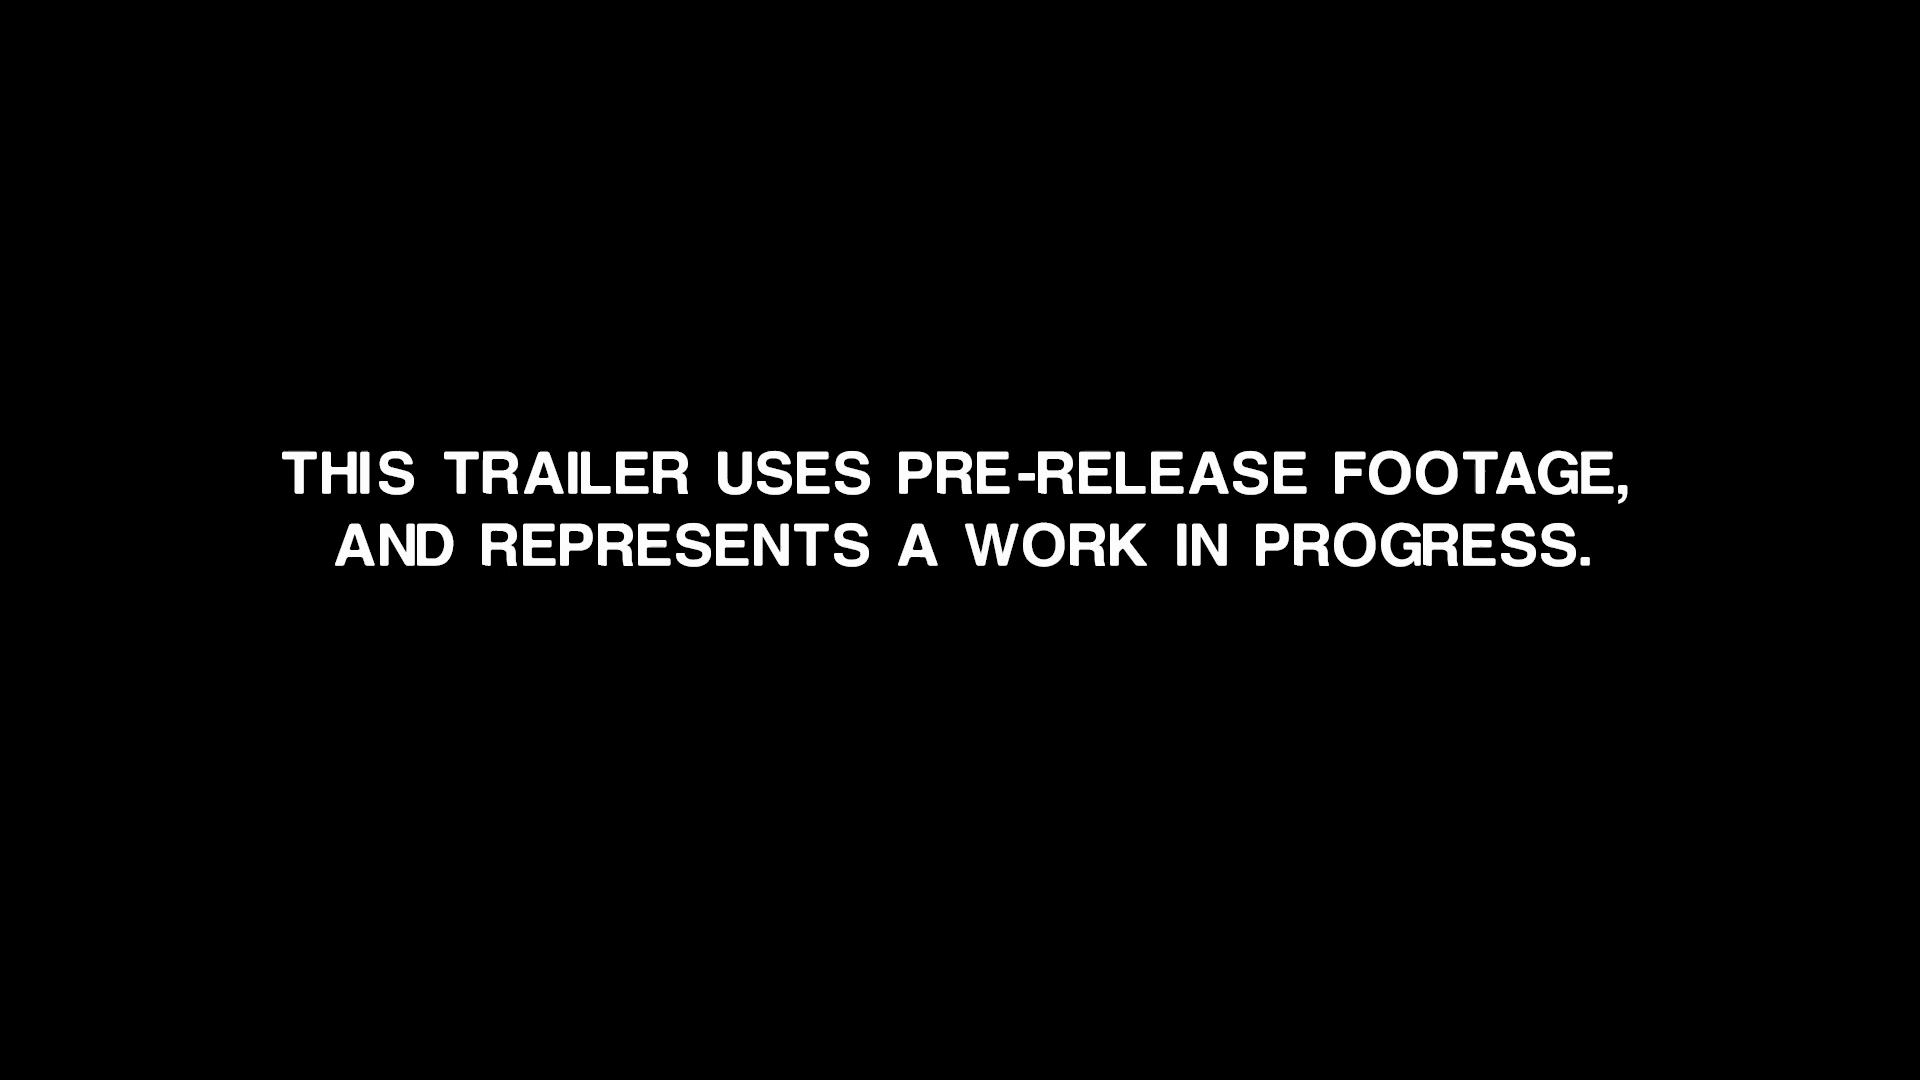 THIS TRAILER USES PRE-RELEASE FOOTAGE,
AND REPRESENTS A WORK IN PROGRESS.